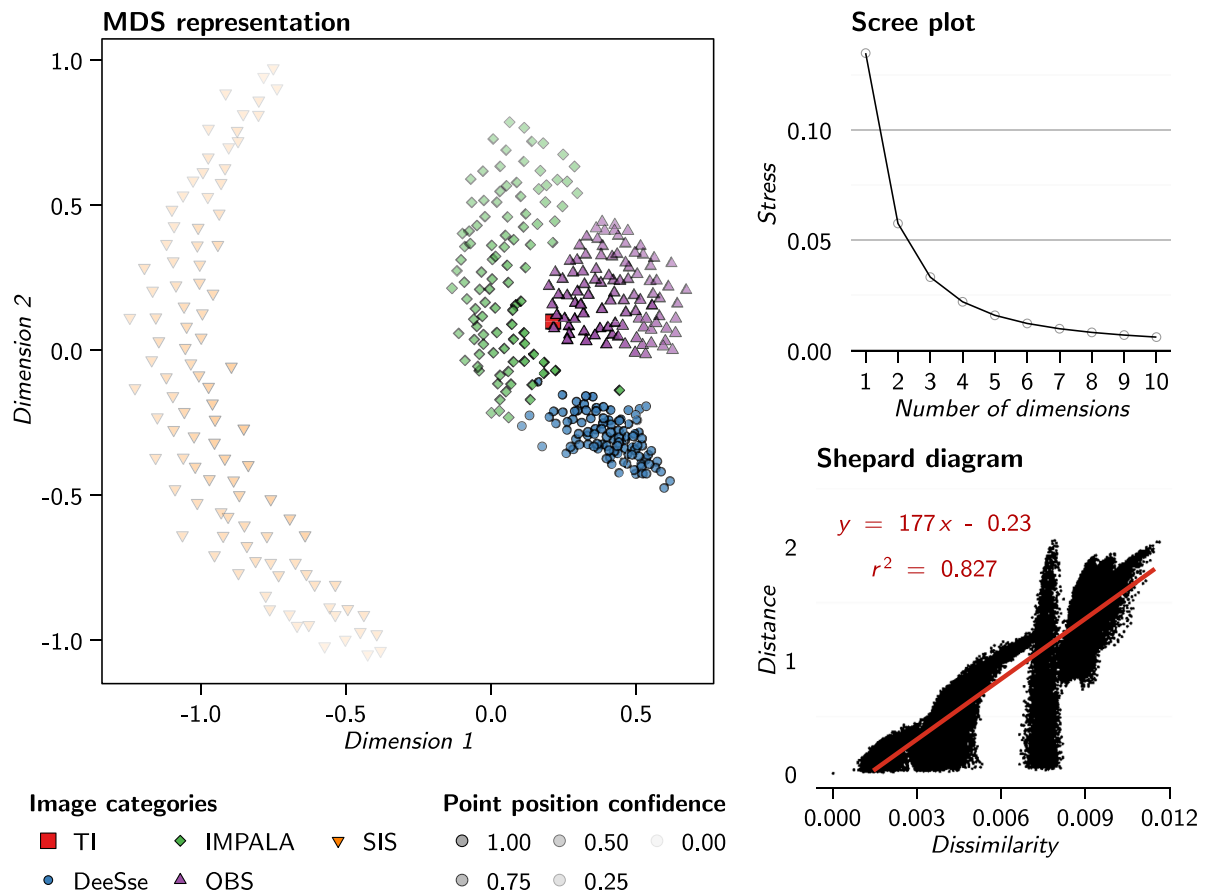 MDS representation
1.0
0.5
0.0
-0.5
-1.0
Dimension 2
-1.0 -0.5 0.0 0.5
Dimension 1
Image categories
TI IMPALA SIS
DeeSse OBS
Point position confidence
1.00 0.50 0.00
0.75 0.25
Scree plot
0.10
0.05
0.00
Stress
1 2 3 4 5 6 7 8 9 10
Number of dimensions
Shepard diagram
y = 177x - 0.23
r² = 0.827
2
1
0
Distance
0.000 0.003 0.006 0.009 0.012
Dissimilarity